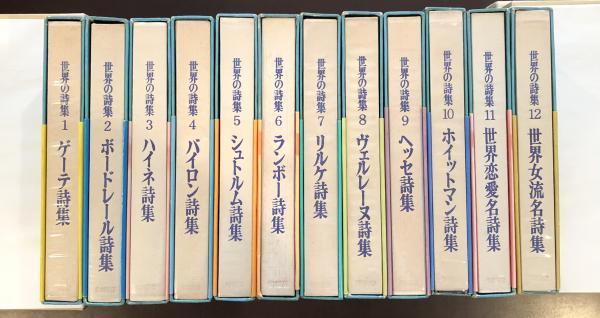 世界の詩集 1 ゲーテ詩集
世界の詩集 2 ボードレール詩集
世界の詩集 3 ハイネ詩集
世界の詩集 4 バイロン詩集
世界の詩集 5 シュトルム詩集
世界の詩集 6 ランボー詩集
世界の詩集 7 リルケ詩集
世界の詩集 8 ヴェルレーヌ詩集
世界の詩集 9 ヘッセ詩集
世界の詩集 10 ホイットマン詩集
世界の詩集 11 世界恋愛名詩集
世界の詩集 12 世界女流名詩集